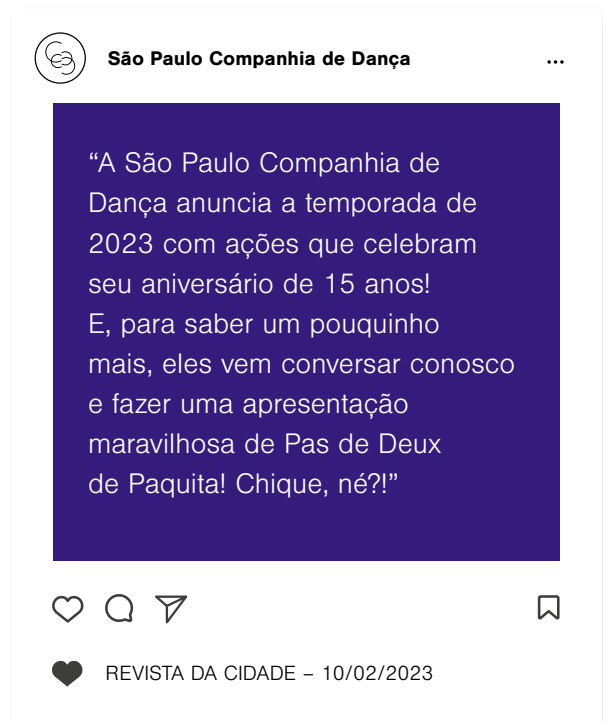 São Paulo Companhia de Dança
“A São Paulo Companhia de
Dança anuncia a temporada de
2023 com ações que celebram
seu aniversário de 15 anos!
E, para saber um pouquinho
mais, eles vem conversar conosco
e fazer uma apresentação
maravilhosa de Pas de Deux
de Paquita! Chique, né?!”
REVISTA DA CIDADE – 10/02/2023